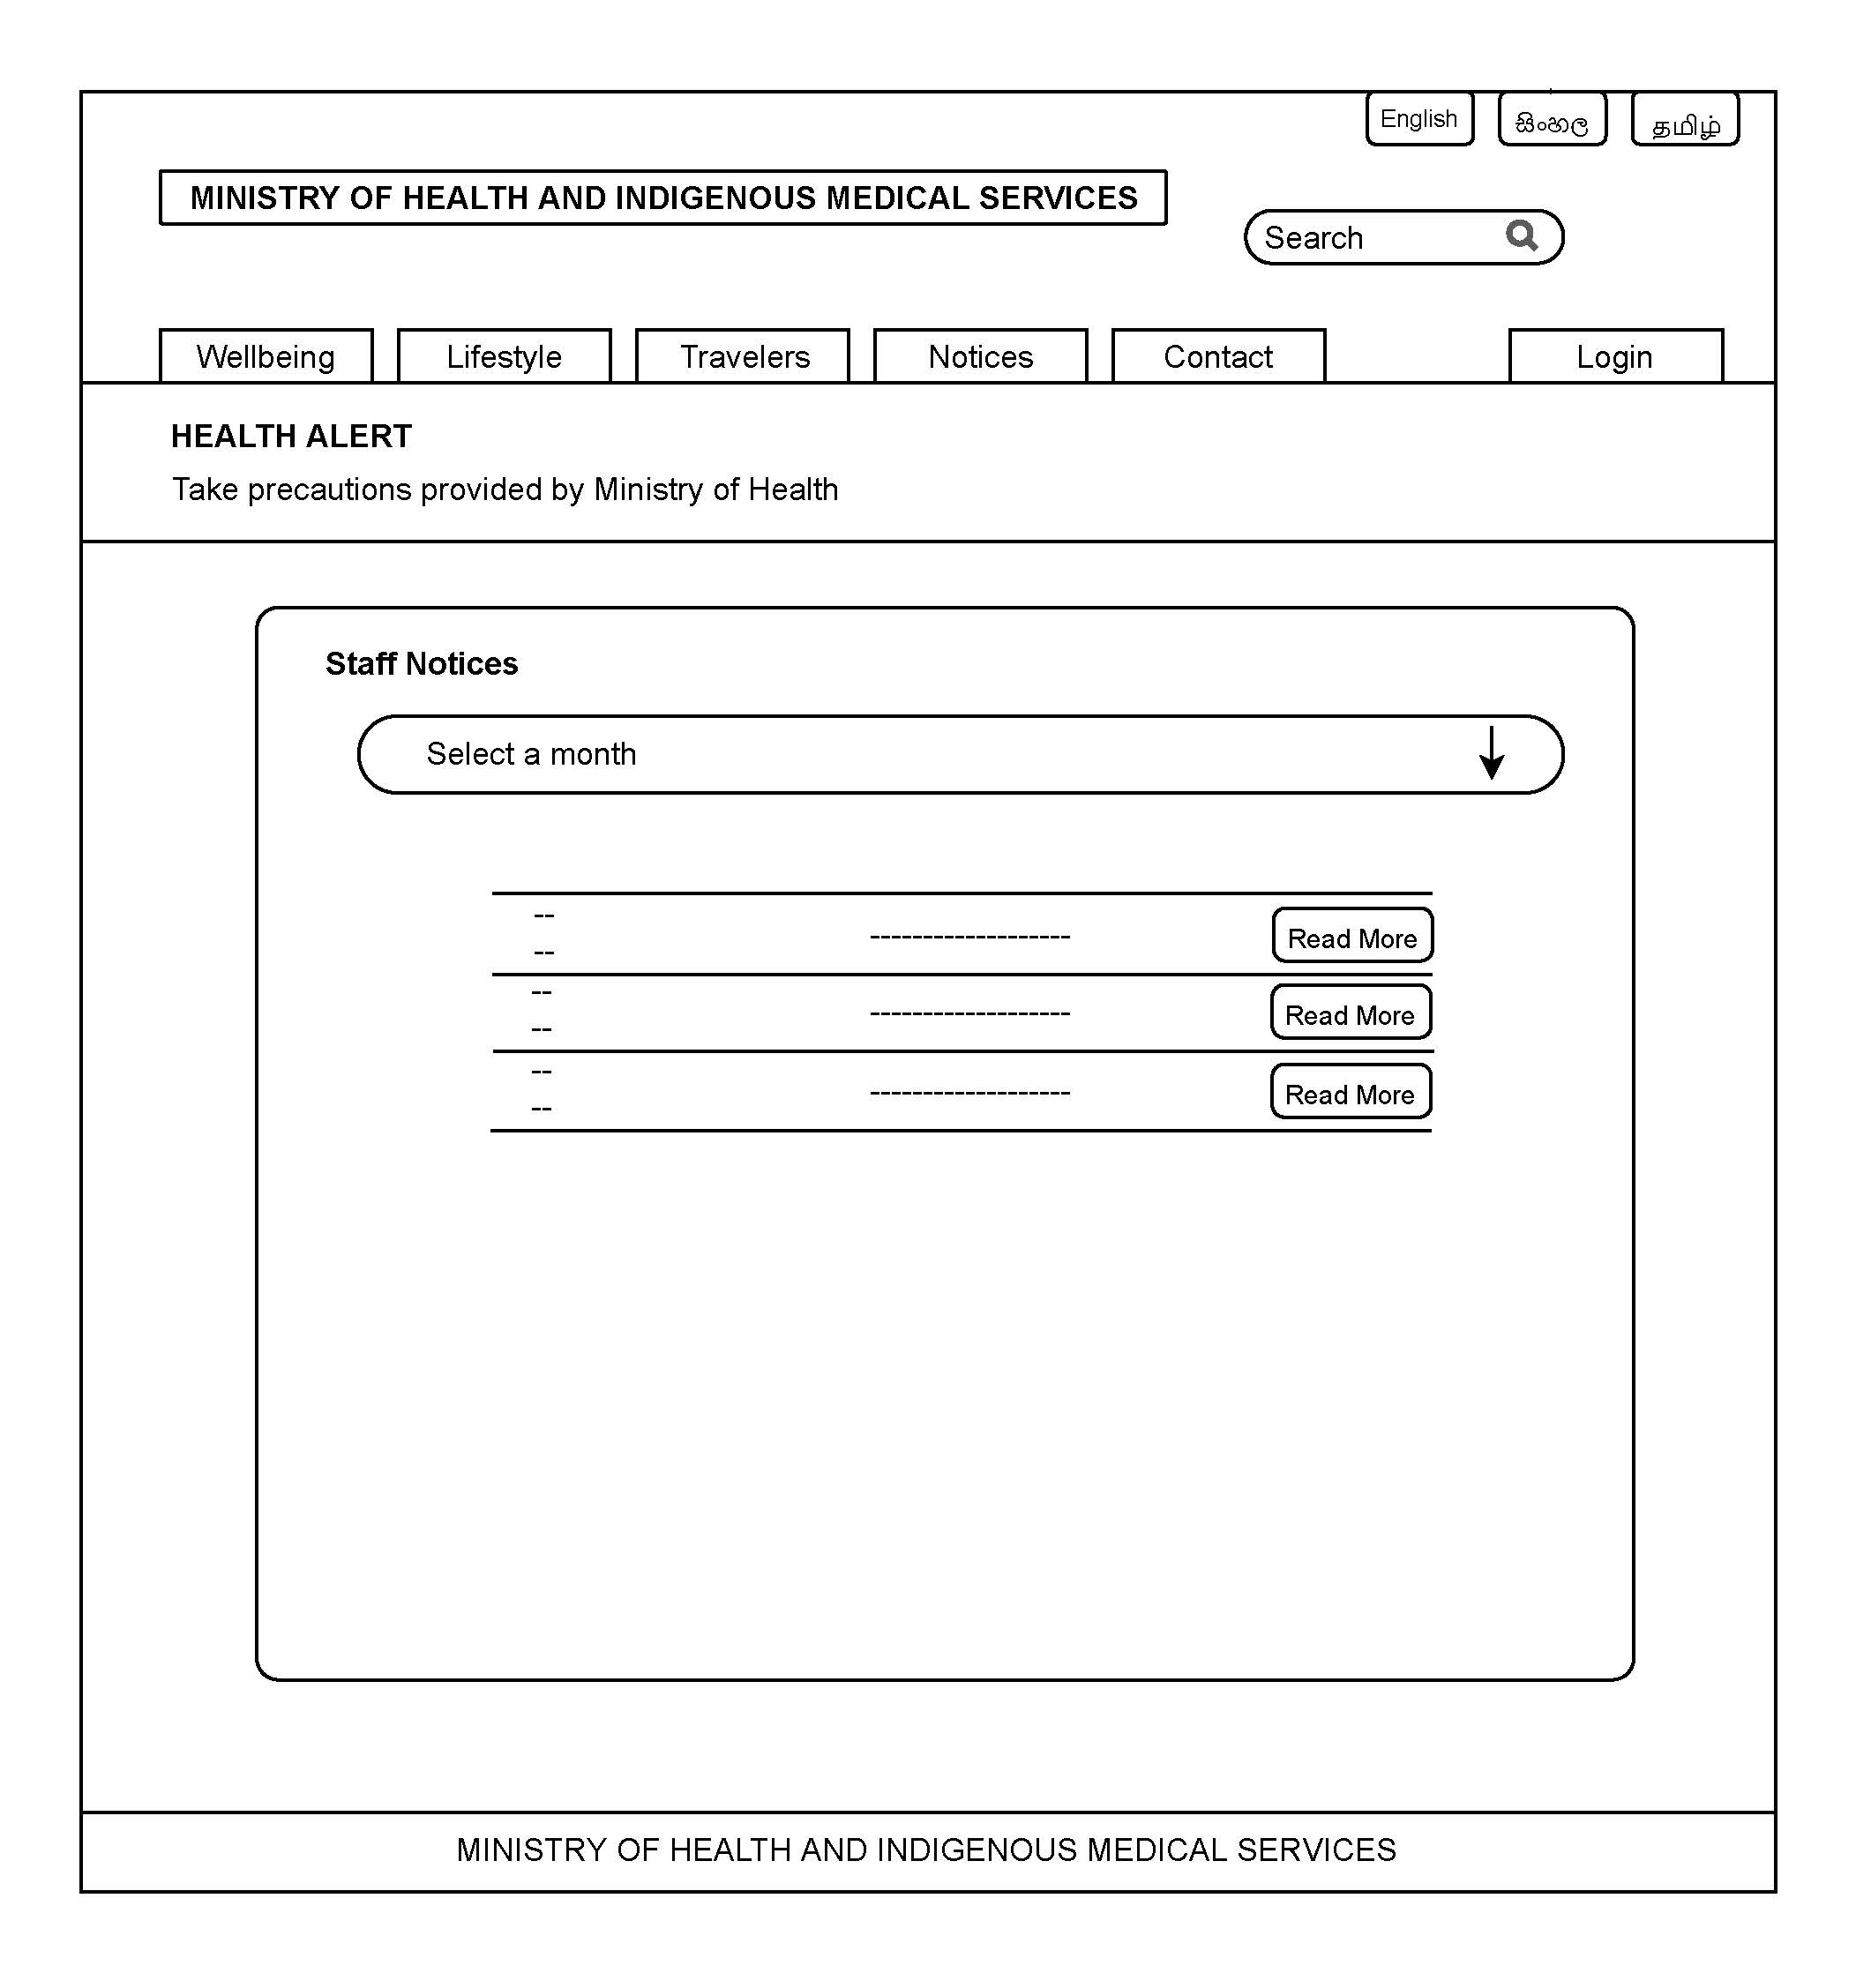 English
සිංහල
தமிழ்
MINISTRY OF HEALTH AND INDIGENOUS MEDICAL SERVICES
Search
Wellbeing
Lifestyle
Travelers
Notices
Contact
Login
HEALTH ALERT
Take precautions provided by Ministry of Health
Staff Notices
Select a month
--
-------------------
Read More
--
--
-------------------
Read More
--
--
-------------------
Read More
--
MINISTRY OF HEALTH AND INDIGENOUS MEDICAL SERVICES